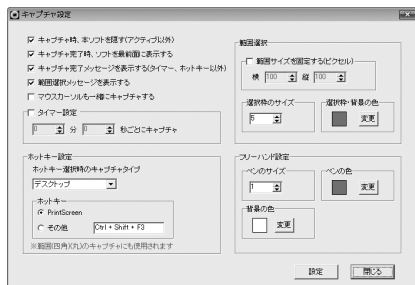 キャプチャ設定
キャプチャ時、本ソフトを隠す(アクティブ以外)
キャプチャ完了時、ソフトを最前面に表示する
キャプチャ完了メッセージを表示する(タイマー、ホットキー以外)
範囲選択メッセージを表示する
マウスカーソルも一緒にキャプチャする
タイマー設定
0 分 0 秒ごとにキャプチャ
ホットキー設定
ホットキー選択時のキャプチャタイプ
デスクトップ
ホットキー
PrintScreen
その他 Ctrl + Shift + F3
※範囲(四角)(丸)のキャプチャにも使用されます
範囲選択
範囲サイズを固定する(ピクセル)
横 100 縦 100
選択枠のサイズ
5
選択枠・背景の色
変更
フリーハンド設定
ペンのサイズ
1
ペンの色
変更
背景の色
変更
設定 閉じる